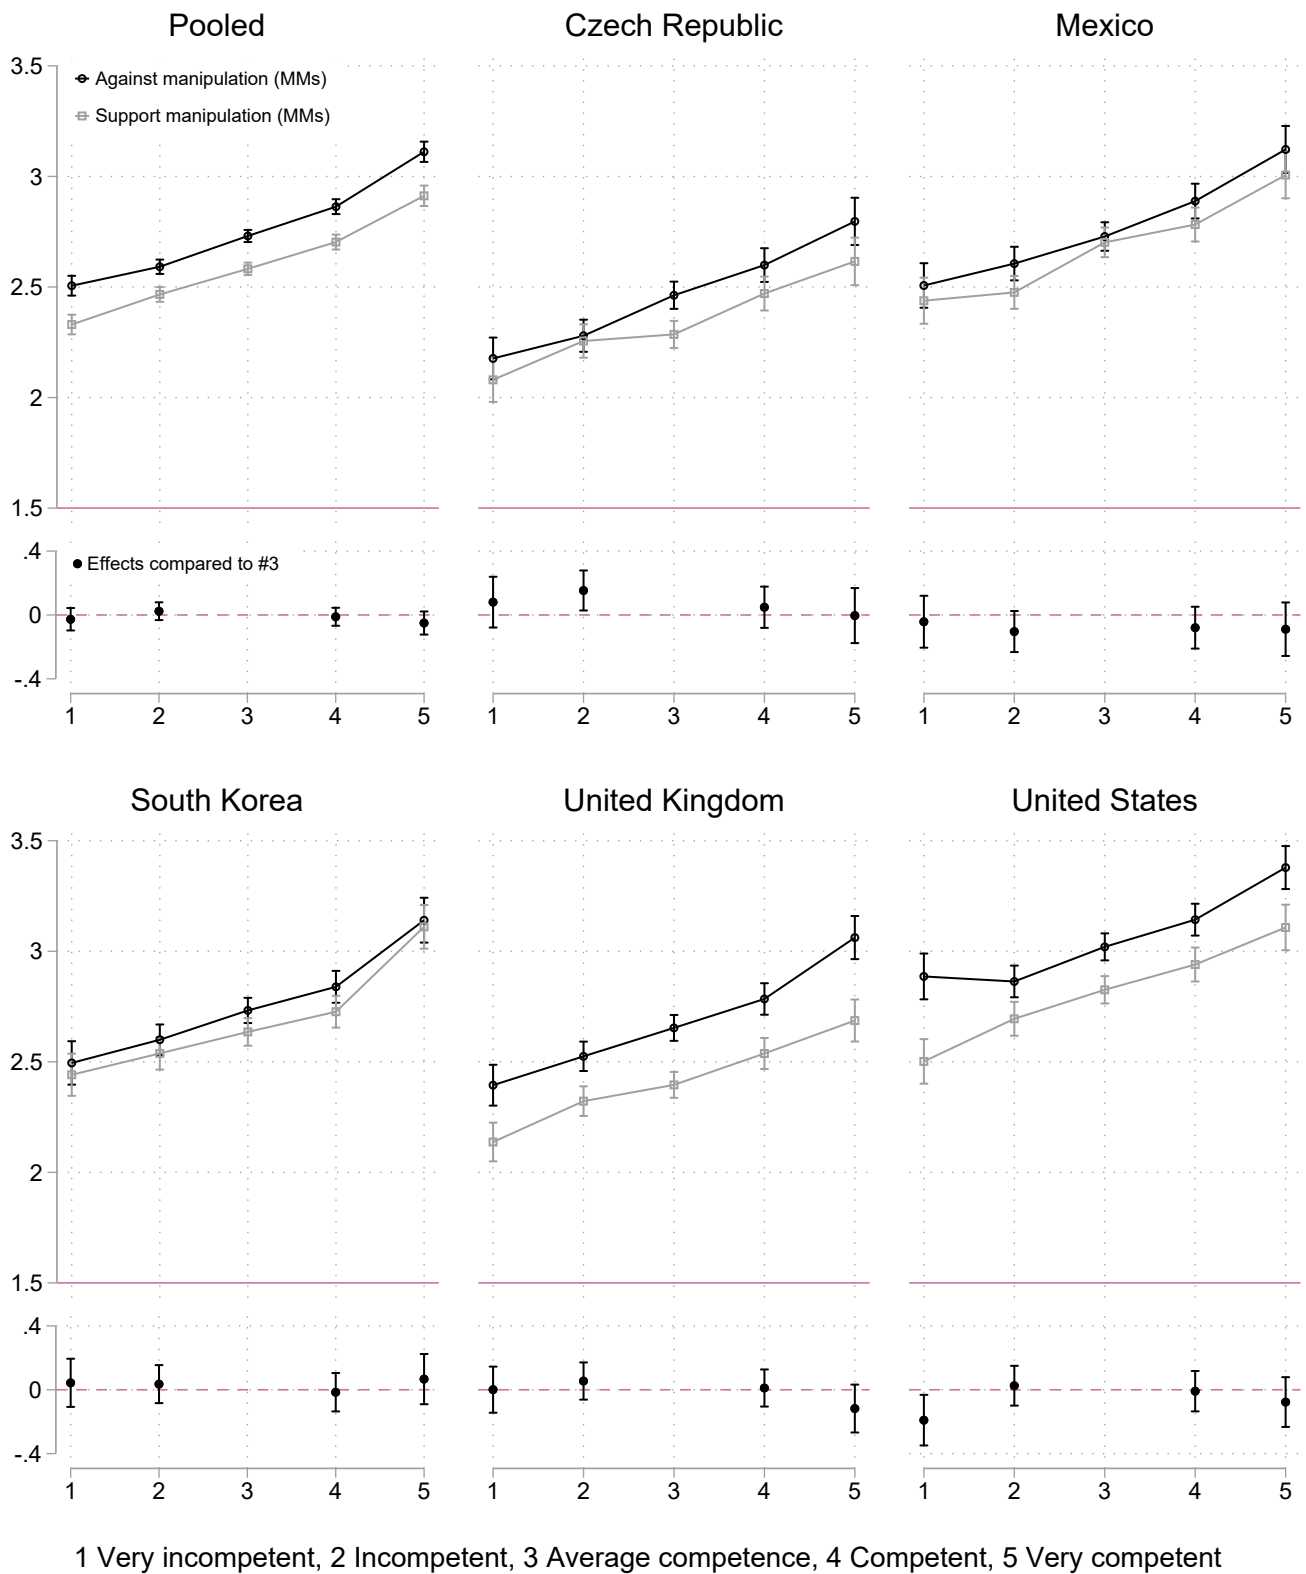 Pooled
Czech Republic
Mexico
3.5
3
2.5
2
1.5
Against manipulation (MMs)
Support manipulation (MMs)
.4
0
-.4
Effects compared to #3
1 2 3 4 5
1 2 3 4 5
1 2 3 4 5
South Korea
United Kingdom
United States
3.5
3
2.5
2
1.5
.4
0
-.4
1 2 3 4 5
1 2 3 4 5
1 2 3 4 5
1 Very incompetent, 2 Incompetent, 3 Average competence, 4 Competent, 5 Very competent